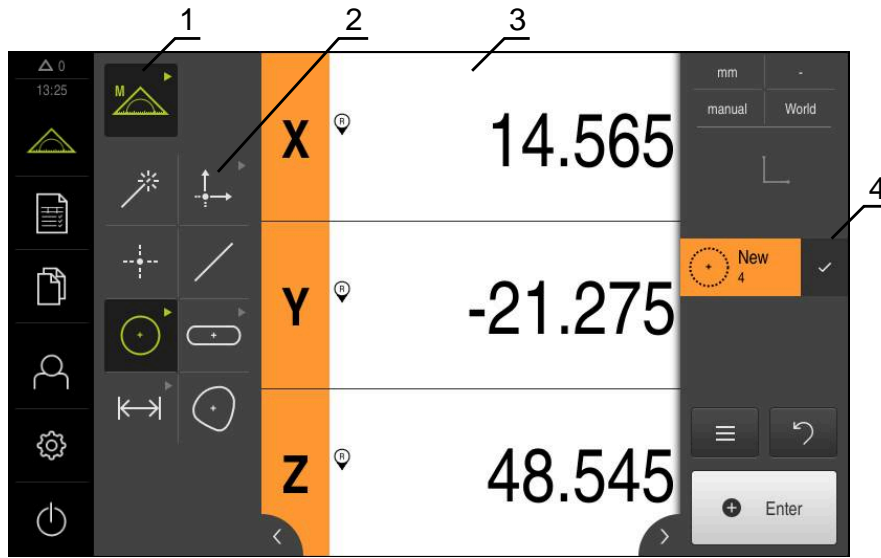 1
2
3
4
△ 0
13:25
M
X
R
14.565
Y
R
-21.275
Z
R
48.545
mm
-
manual
World
New
4
Enter